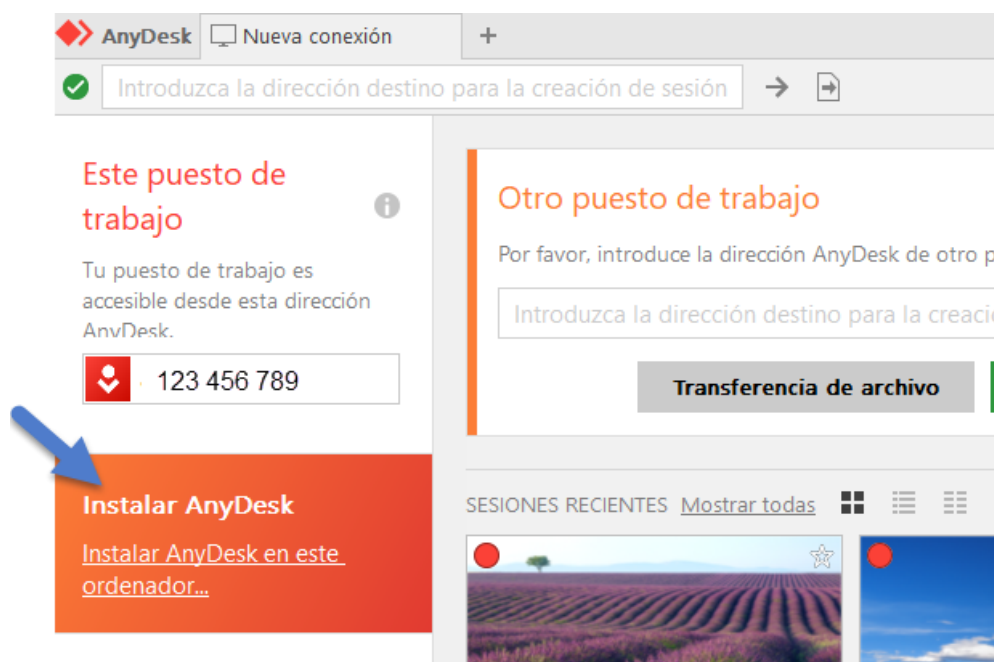 AnyDesk
Nueva conexión
+
Introduzca la dirección destino para la creación de sesión
Este puesto de
trabajo
Tu puesto de trabajo es
accesible desde esta dirección
AnyDesk.
123 456 789
Instalar AnyDesk
Instalar AnyDesk en este
ordenador...
Otro puesto de trabajo
Por favor, introduce la dirección AnyDesk de otro p
Introduzca la dirección destino para la creació
Transferencia de archivo
SESIONES RECIENTES Mostrar todas